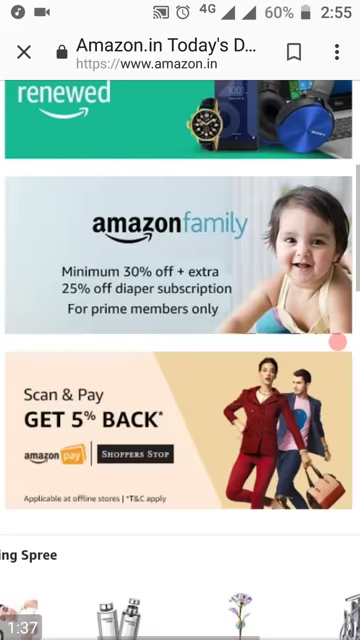 4G 60% 2:55
Amazon.in Today's D...
https://www.amazon.in
renewed
SONY
amazonfamily
Minimum 30% off + extra
25% off diaper subscription
For prime members only
Scan & Pay
GET 5% BACK*
amazon pay | SHOPPERS STOP
Applicable at offline stores | *T&C apply
ing Spree
1:37